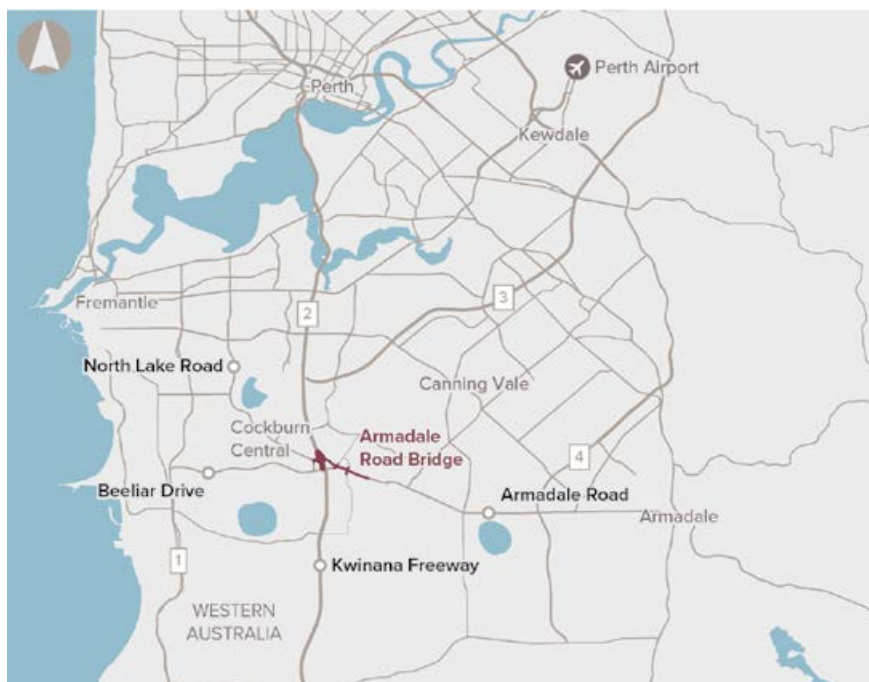 Perth
Perth Airport
Kewdale
Fremantle
2
3
North Lake Road
Canning Vale
Cockburn
Central
Armadale
Road Bridge
4
Beeliar Drive
Armadale Road
Armadale
1
Kwinana Freeway
WESTERN
AUSTRALIA